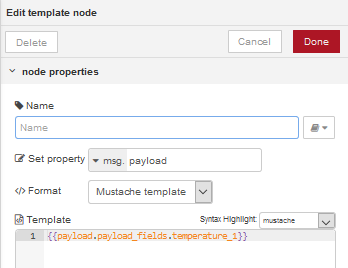 Edit template node
Delete
Cancel
Done
node properties
Name
Name
Set property
msg. payload
</> Format
Mustache template
Template
Syntax Highlight: mustache
1 {{payload.payload_fields.temperature_1}}